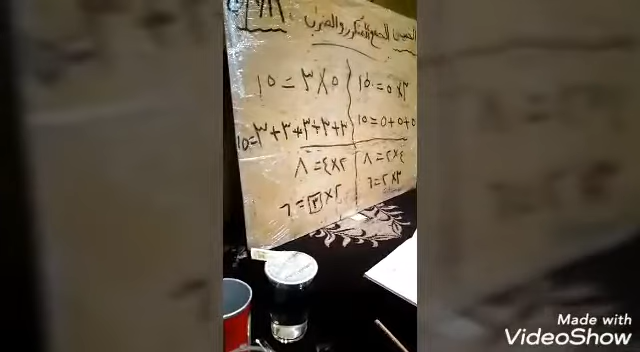 الجمع المتكرر والضرب
٣ × ٥ = ١٥
٥ × ٣ = ١٥
٥ + ٥ + ٥ = ١٥
٣ + ٣ + ٣ + ٣ + ٣ = ١٥
٤ × ٢ = ٨
٢ × ٤ = ٨
٣ × ٢ = ٦
٢ × ٣ = ٦
Made with
VideoShow